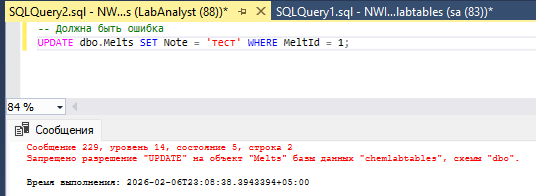 SQLQuery2.sql - NW...s (LabAnalyst (88))* SQLQuery1.sql - NWI...labtables (sa (83))*
-- Должна быть ошибка
UPDATE dbo.Melts SET Note = 'тест' WHERE MeltId = 1;
84 %
Сообщения
Сообщение 229, уровень 14, состояние 5, строка 2
Запрещено разрешение "UPDATE" на объект "Melts" базы данных "chemlabtables", схемы "dbo".
Время выполнения: 2026-02-06T23:08:38.3943394+05:00